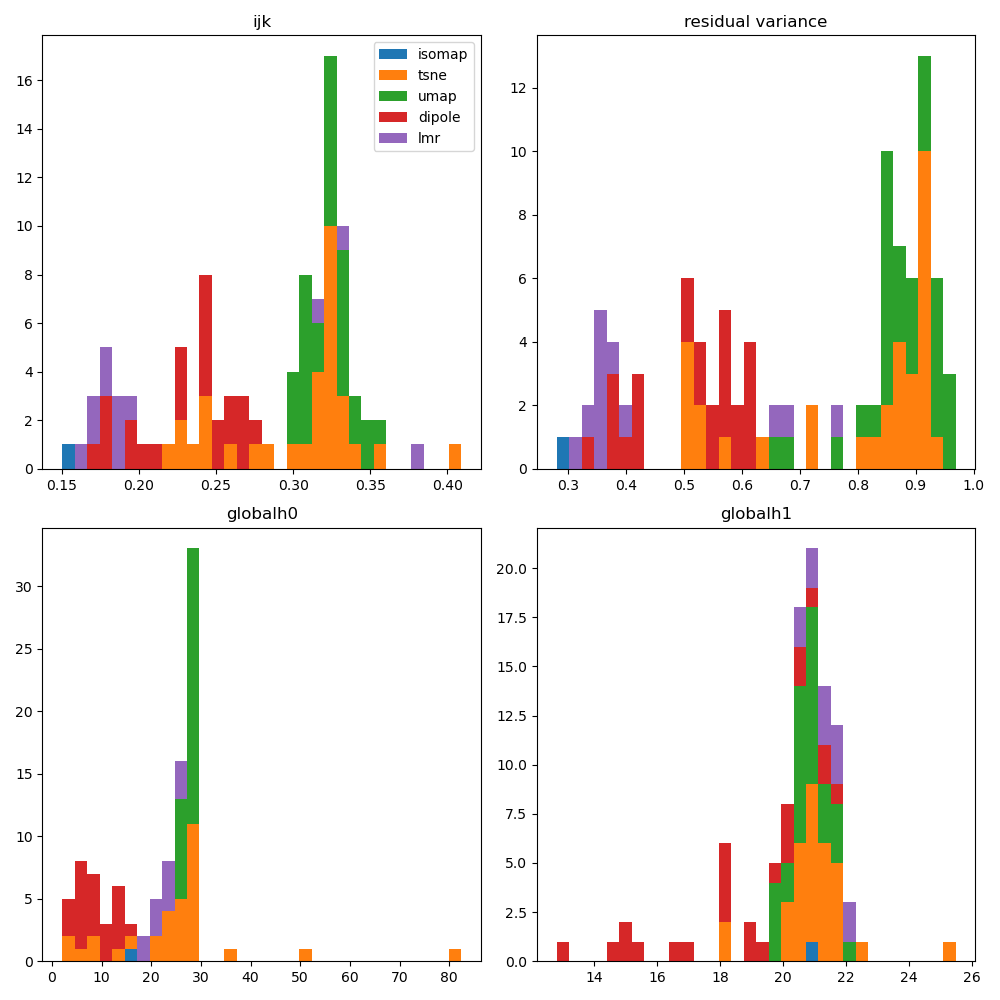 ijk
16
14
12
10
8
6
4
2
0
0.15 0.20 0.25 0.30 0.35 0.40
isomap
tsne
umap
dipole
lmr
residual variance
12
10
8
6
4
2
0
0.3 0.4 0.5 0.6 0.7 0.8 0.9 1.0
globalh0
30
25
20
15
10
5
0
0 10 20 30 40 50 60 70 80
globalh1
20.0
17.5
15.0
12.5
10.0
7.5
5.0
2.5
0.0
14 16 18 20 22 24 26